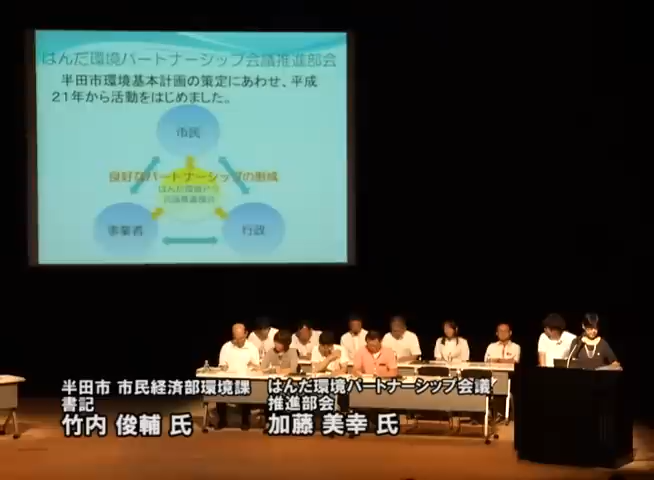 はんだ環境パートナーシップ会議推進部会
半田市環境基本計画の策定にあわせ、平成
21年から活動をはじめました。
市民
良好なパートナーシップの形成
事業者
行政
半田市 市民経済部環境課
書記
竹内 俊輔 氏
はんだ環境パートナーシップ会議
推進部会
加藤 美幸 氏